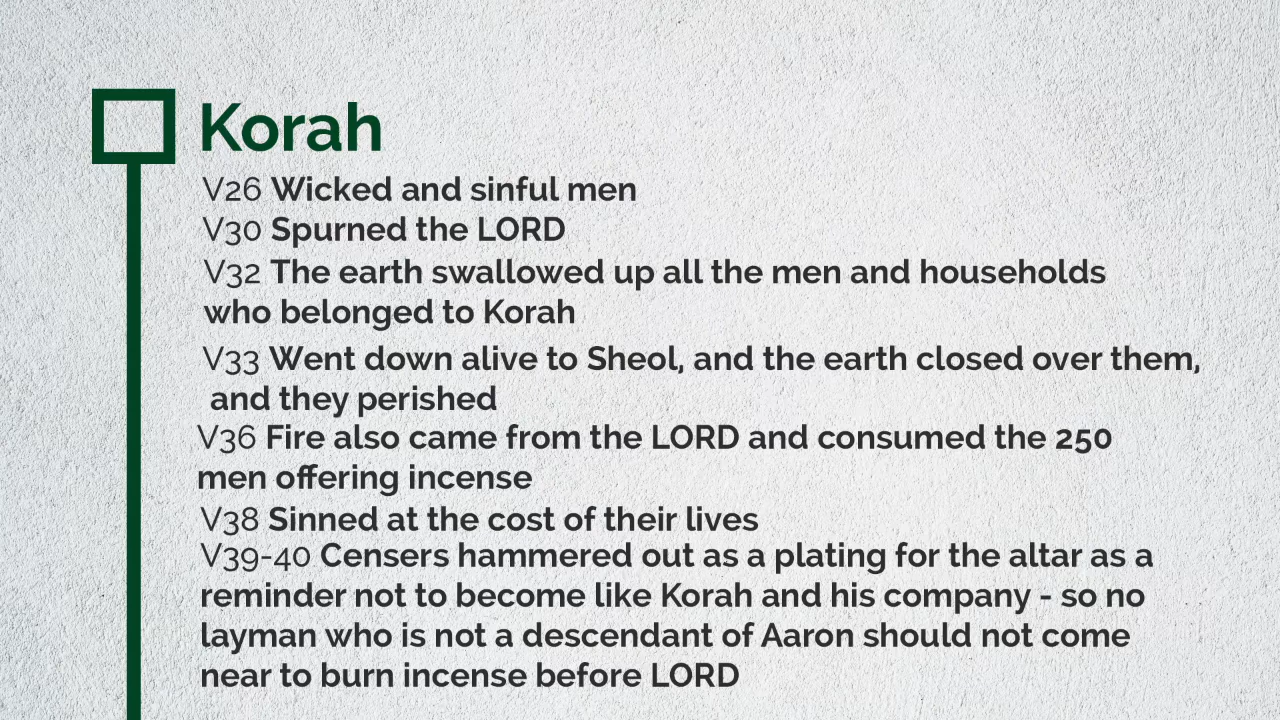 Korah
V26 Wicked and sinful men
V30 Spurned the LORD
V32 The earth swallowed up all the men and households
who belonged to Korah
V33 Went down alive to Sheol, and the earth closed over them,
and they perished
V36 Fire also came from the LORD and consumed the 250
men offering incense
V38 Sinned at the cost of their lives
V39-40 Censers hammered out as a plating for the altar as a
reminder not to become like Korah and his company - so no
layman who is not a descendant of Aaron should not come
near to burn incense before LORD